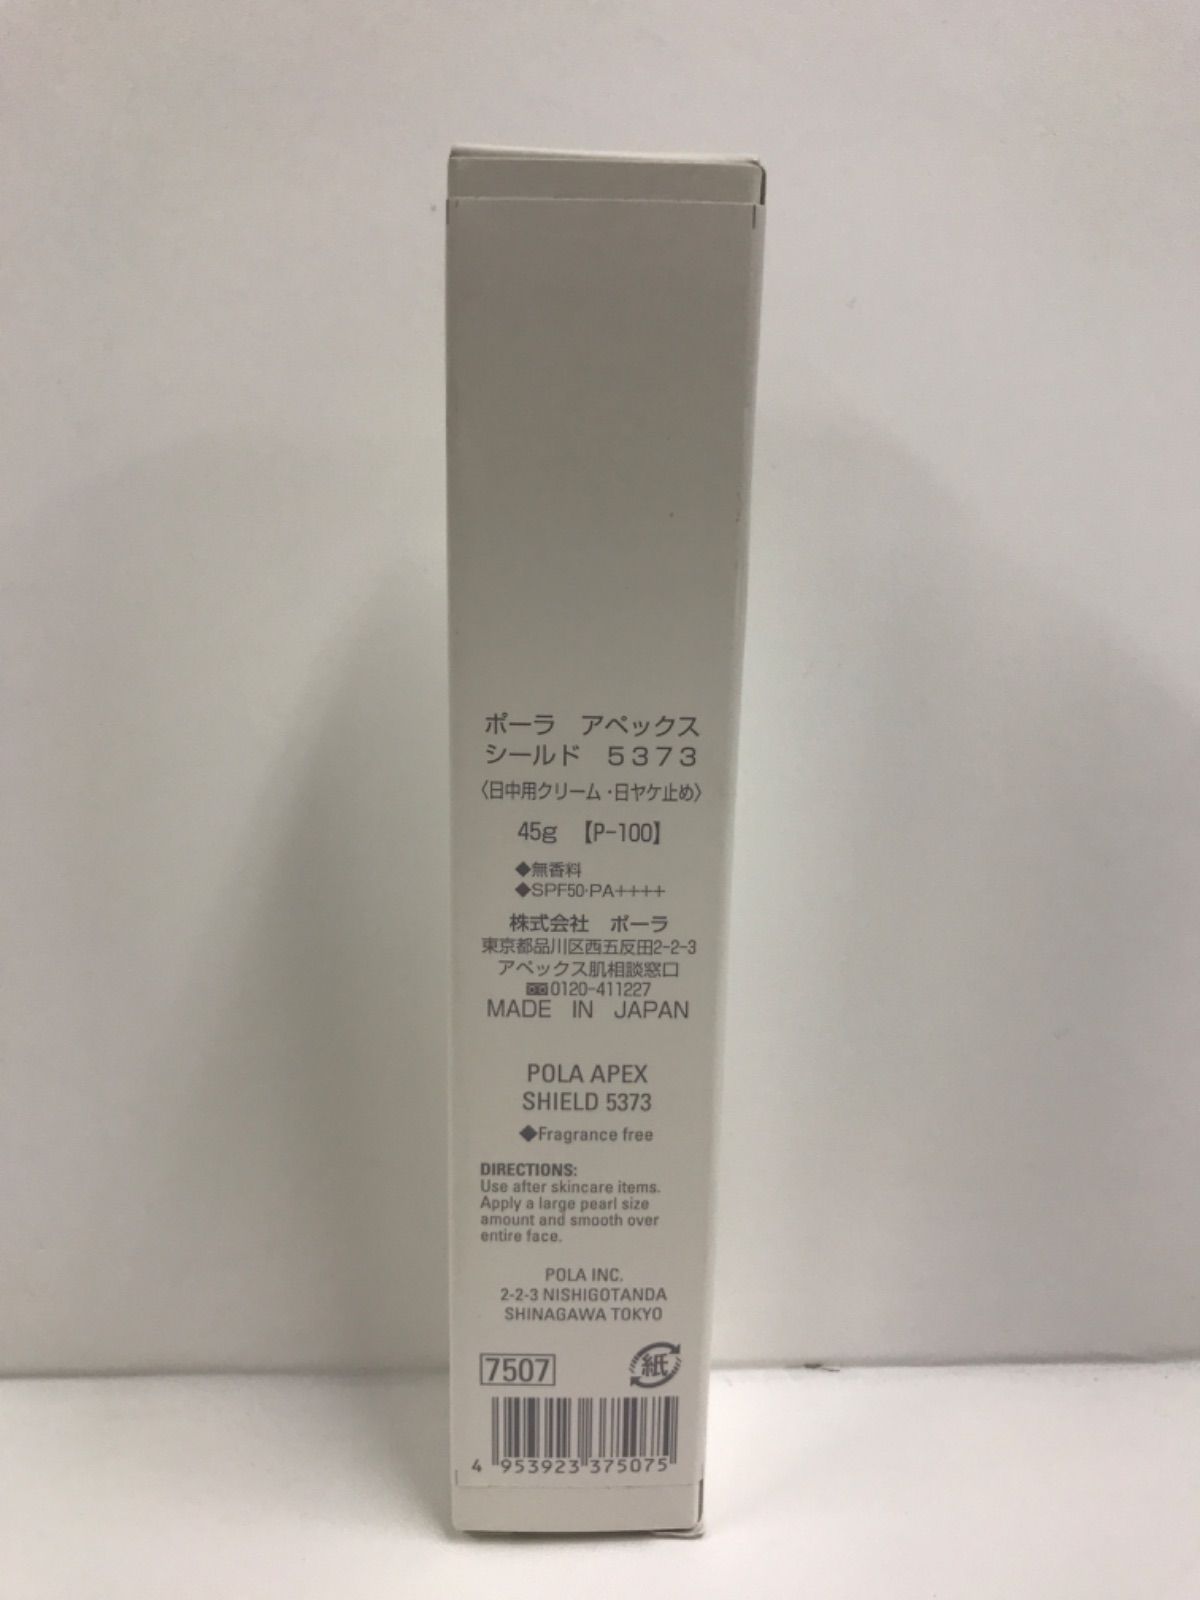 ポーラ　アペックス
シールド　５３７３
〈日中用クリーム・日ヤケ止め〉
45g 【P-100】
◆無香料
◆SPF50・PA++++
株式会社　ポーラ
東京都品川区西五反田2-2-3
アペックス肌相談窓口
0120-411227
MADE IN JAPAN
POLA APEX
SHIELD 5373
◆Fragrance free
DIRECTIONS:
Use after skincare items.
Apply a large pearl size
amount and smooth over
entire face.
POLA INC.
2-2-3 NISHIGOTANDA
SHINAGAWA TOKYO
7507 紙
4 953923 375075